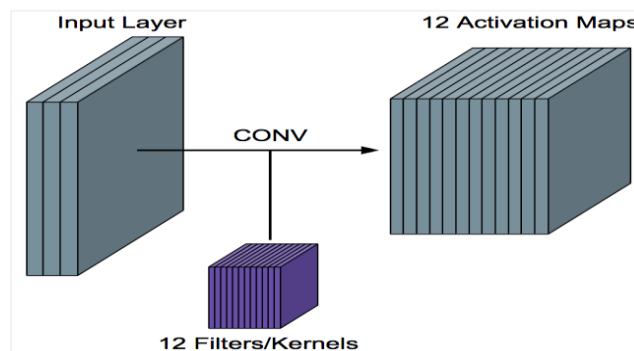 Input Layer
12 Activation Maps
CONV
12 Filters/Kernels